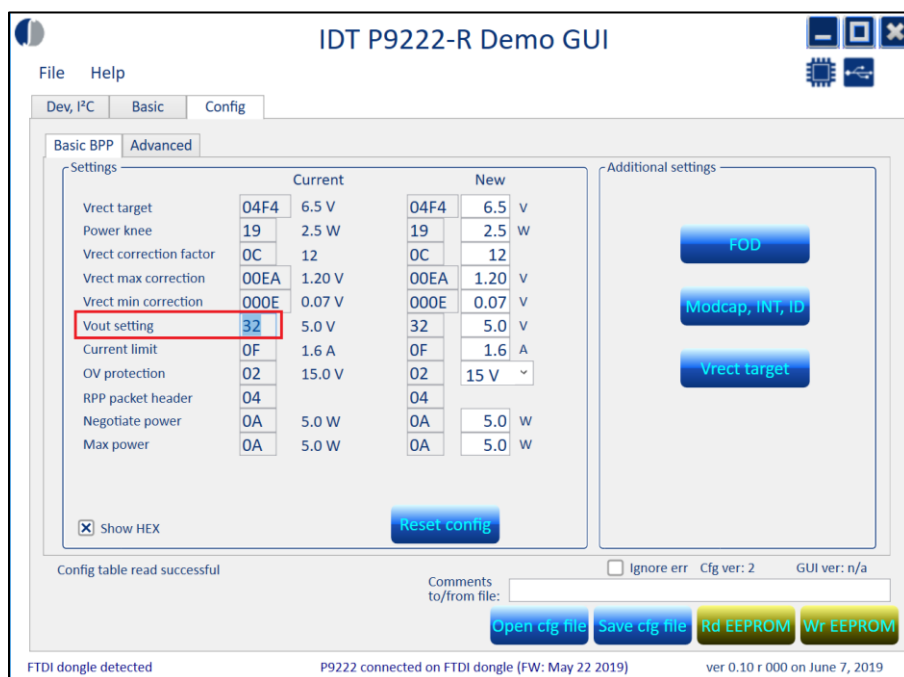 IDT P9222-R Demo GUI
File Help
Dev, I²C Basic Config
Basic BPP Advanced
Settings
Current New
Vrect target 04F4 6.5 V 04F4 6.5 V
Power knee 19 2.5 W 19 2.5 W
Vrect correction factor 0C 12 0C 12
Vrect max correction 00EA 1.20 V 00EA 1.20 V
Vrect min correction 000E 0.07 V 000E 0.07 V
Vout setting 32 5.0 V 32 5.0 V
Current limit 0F 1.6 A 0F 1.6 A
OV protection 02 15.0 V 02 15 V
RPP packet header 04 04
Negotiate power 0A 5.0 W 0A 5.0 W
Max power 0A 5.0 W 0A 5.0 W
Show HEX
Reset config
Additional settings
FOD
Modcap, INT, ID
Vrect target
Config table read successful
Ignore err Cfg ver: 2 GUI ver: n/a
Comments
to/from file:
Open cfg file Save cfg file Rd EEPROM Wr EEPROM
FTDI dongle detected P9222 connected on FTDI dongle (FW: May 22 2019) ver 0.10 r 000 on June 7, 2019